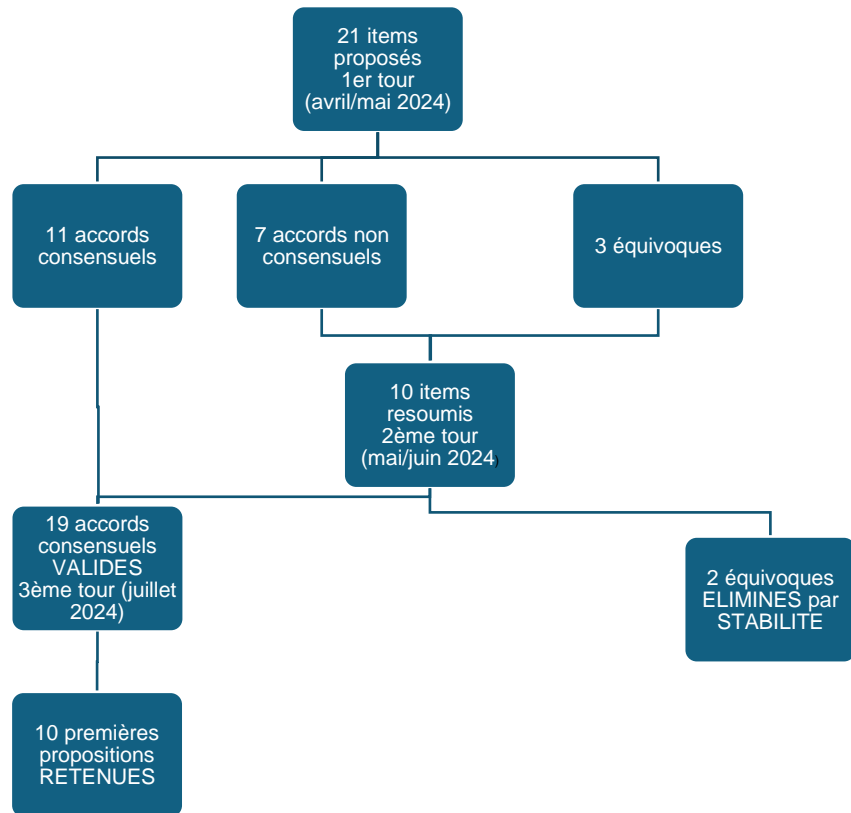 21 items
proposés
1er tour
(avril/mai 2024)
11 accords
consensuels
7 accords non
consensuels
3 équivoques
10 items
resoumis
2ème tour
(mai/juin 2024)
19 accords
consensuels
VALIDES
3ème tour (juillet
2024)
2 équivoques
ELIMINES par
STABILITE
10 premières
propositions
RETENUES